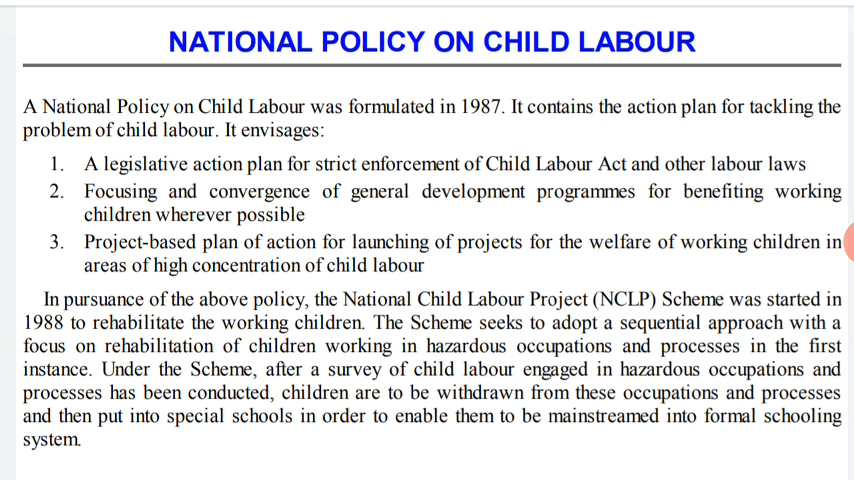 NATIONAL POLICY ON CHILD LABOUR
A National Policy on Child Labour was formulated in 1987. It contains the action plan for tackling the
problem of child labour. It envisages:
1. A legislative action plan for strict enforcement of Child Labour Act and other labour laws
2. Focusing and convergence of general development programmes for benefiting working
children wherever possible
3. Project-based plan of action for launching of projects for the welfare of working children in
areas of high concentration of child labour
In pursuance of the above policy, the National Child Labour Project (NCLP) Scheme was started in
1988 to rehabilitate the working children. The Scheme seeks to adopt a sequential approach with a
focus on rehabilitation of children working in hazardous occupations and processes in the first
instance. Under the Scheme, after a survey of child labour engaged in hazardous occupations and
processes has been conducted, children are to be withdrawn from these occupations and processes
and then put into special schools in order to enable them to be mainstreamed into formal schooling
system.